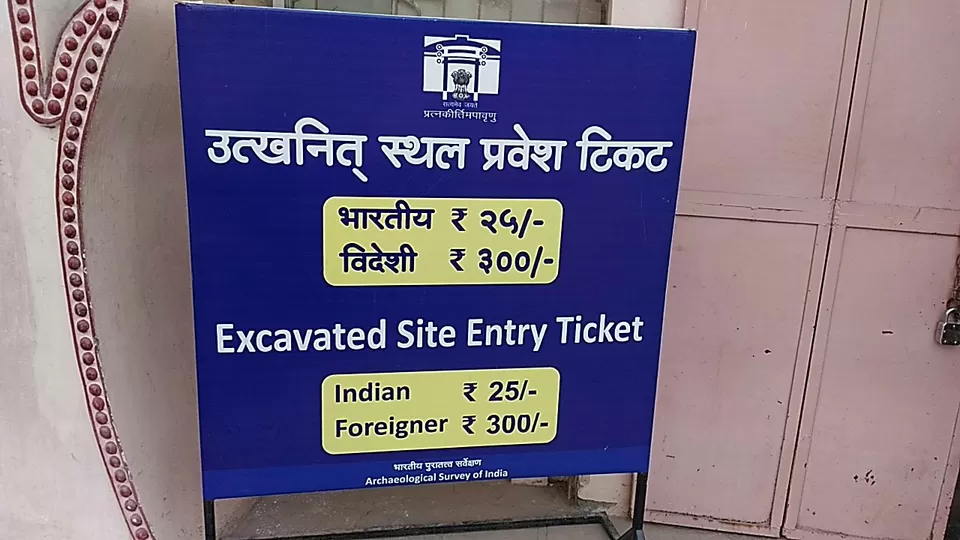 सत्यमेव जयते
प्रत्नकीर्त्तिमपावृणु
उत्खनित् स्थल प्रवेश टिकट
भारतीय ₹ २५/-
विदेशी ₹ ३००/-
Excavated Site Entry Ticket
Indian ₹ 25/-
Foreigner ₹ 300/-
भारतीय पुरातत्त्व सर्वेक्षण
Archaeological Survey of India